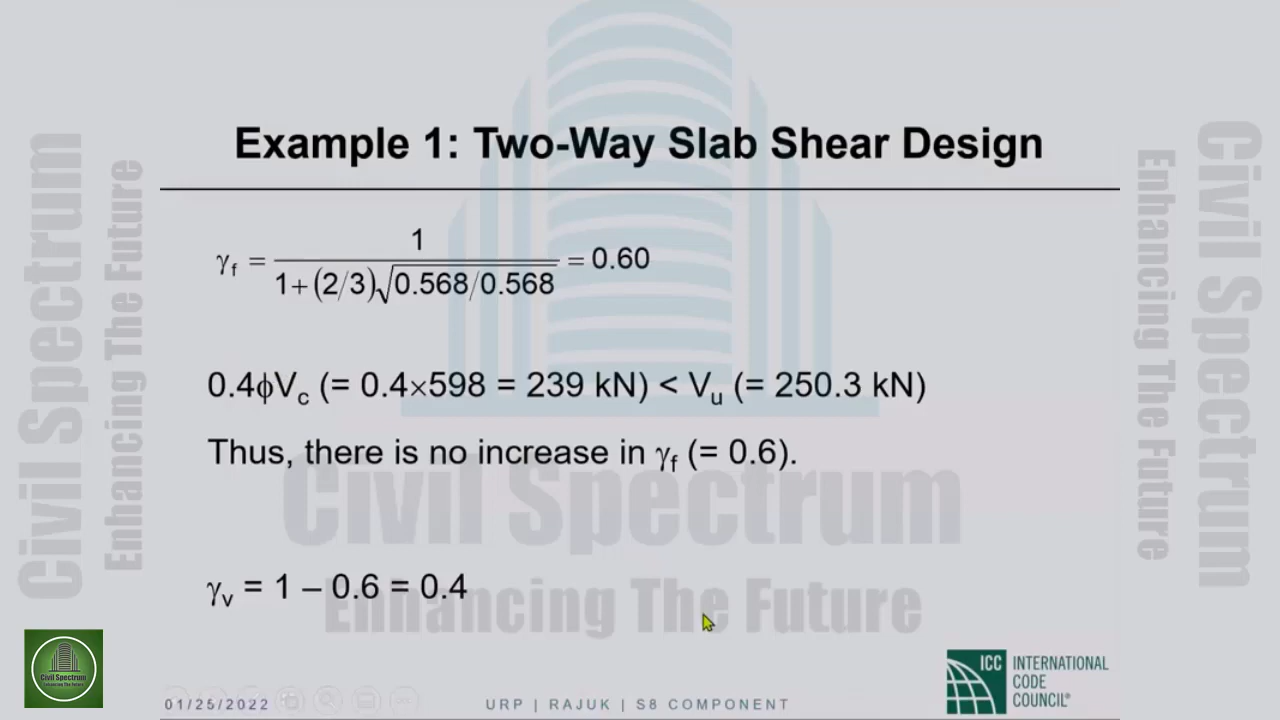 Example 1: Two-Way Slab Shear Design
γf = 1 / (1+(2/3)√0.568/0.568) = 0.60
0.4ϕVc (= 0.4×598 = 239 kN) < Vu (= 250.3 kN)
Thus, there is no increase in γf (= 0.6).
γv = 1 – 0.6 = 0.4
Civil Spectrum
Enhancing The Future
Civil Spectrum
Enhancing The Future
Civil Spectrum
Enhancing The Future
Civil Spectrum
Enhancing The Future
01/25/2022
URP | RAJUK | S8 COMPONENT
ICC
INTERNATIONAL
CODE
COUNCIL®